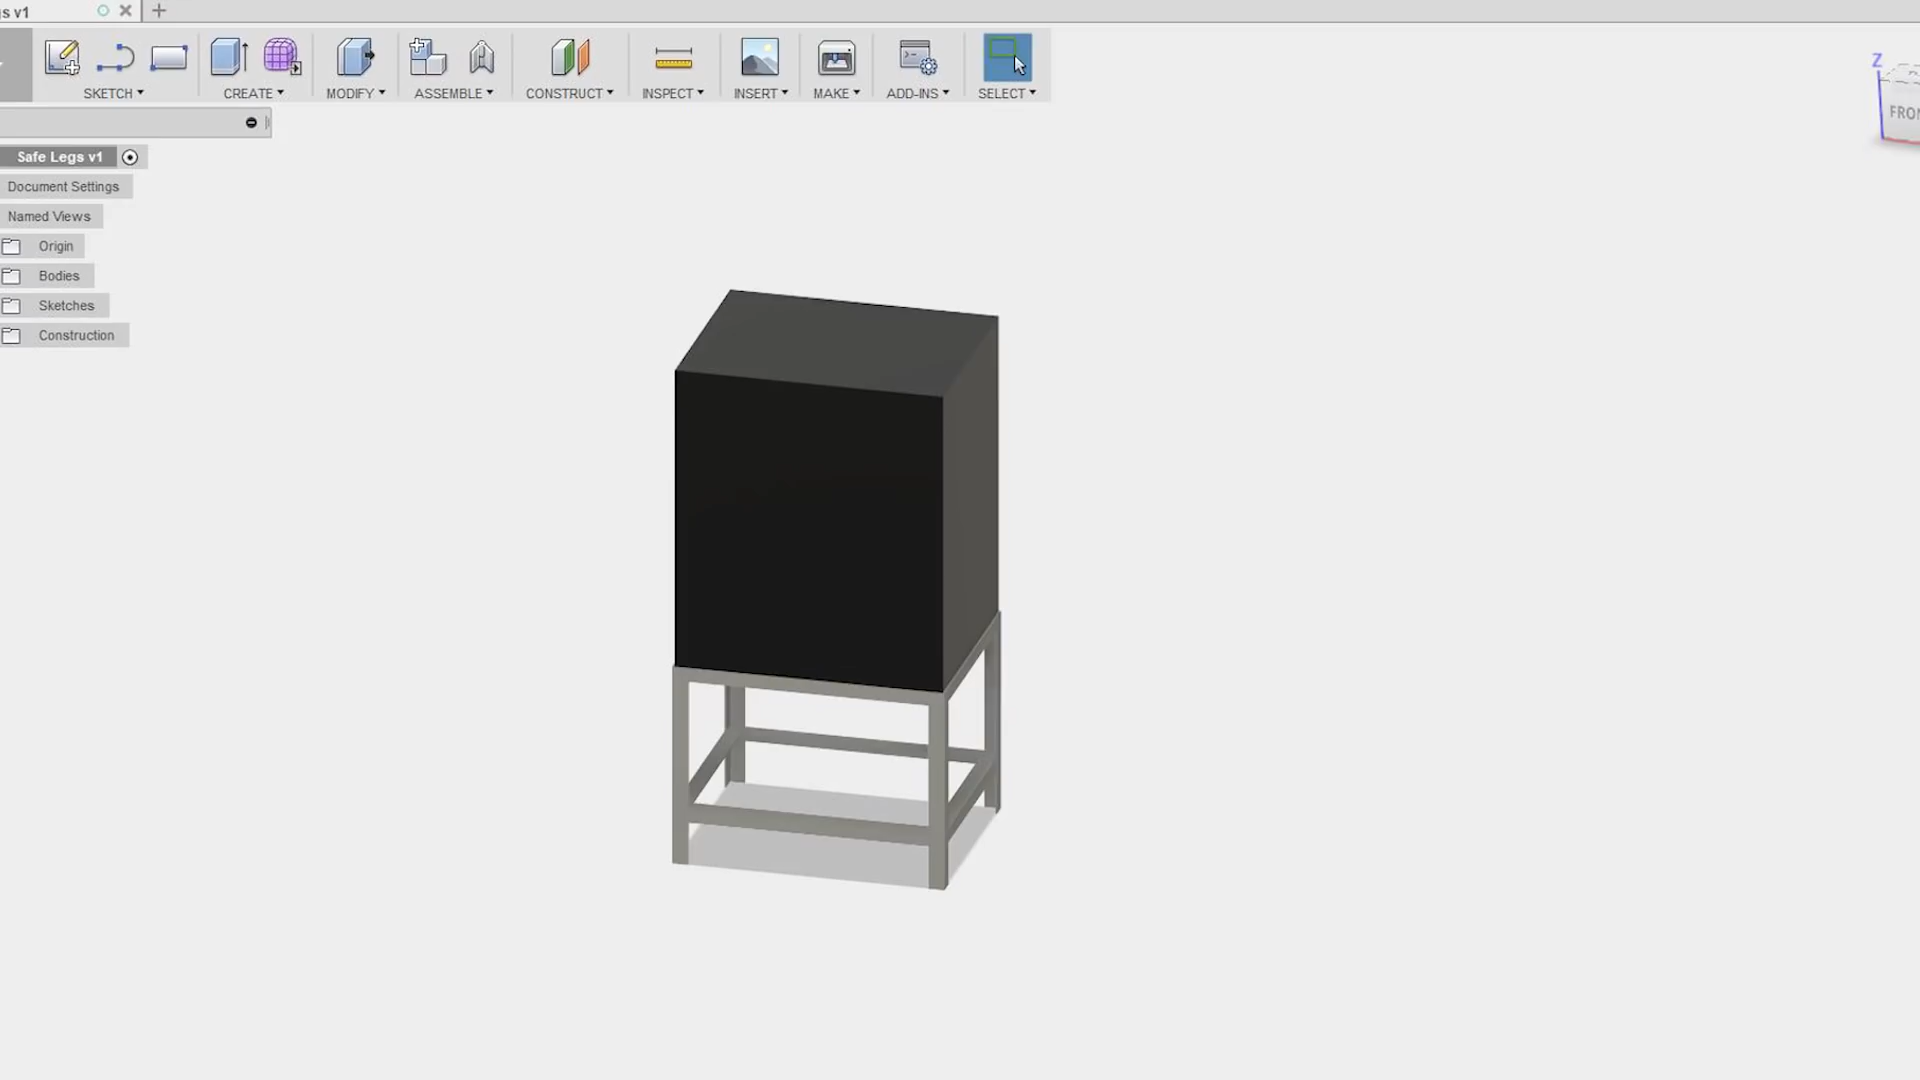 gs v1
SKETCH CREATE MODIFY ASSEMBLE CONSTRUCT INSPECT INSERT MAKE ADD-INS SELECT
Z
FRON
Safe Legs v1
Document Settings
Named Views
Origin
Bodies
Sketches
Construction